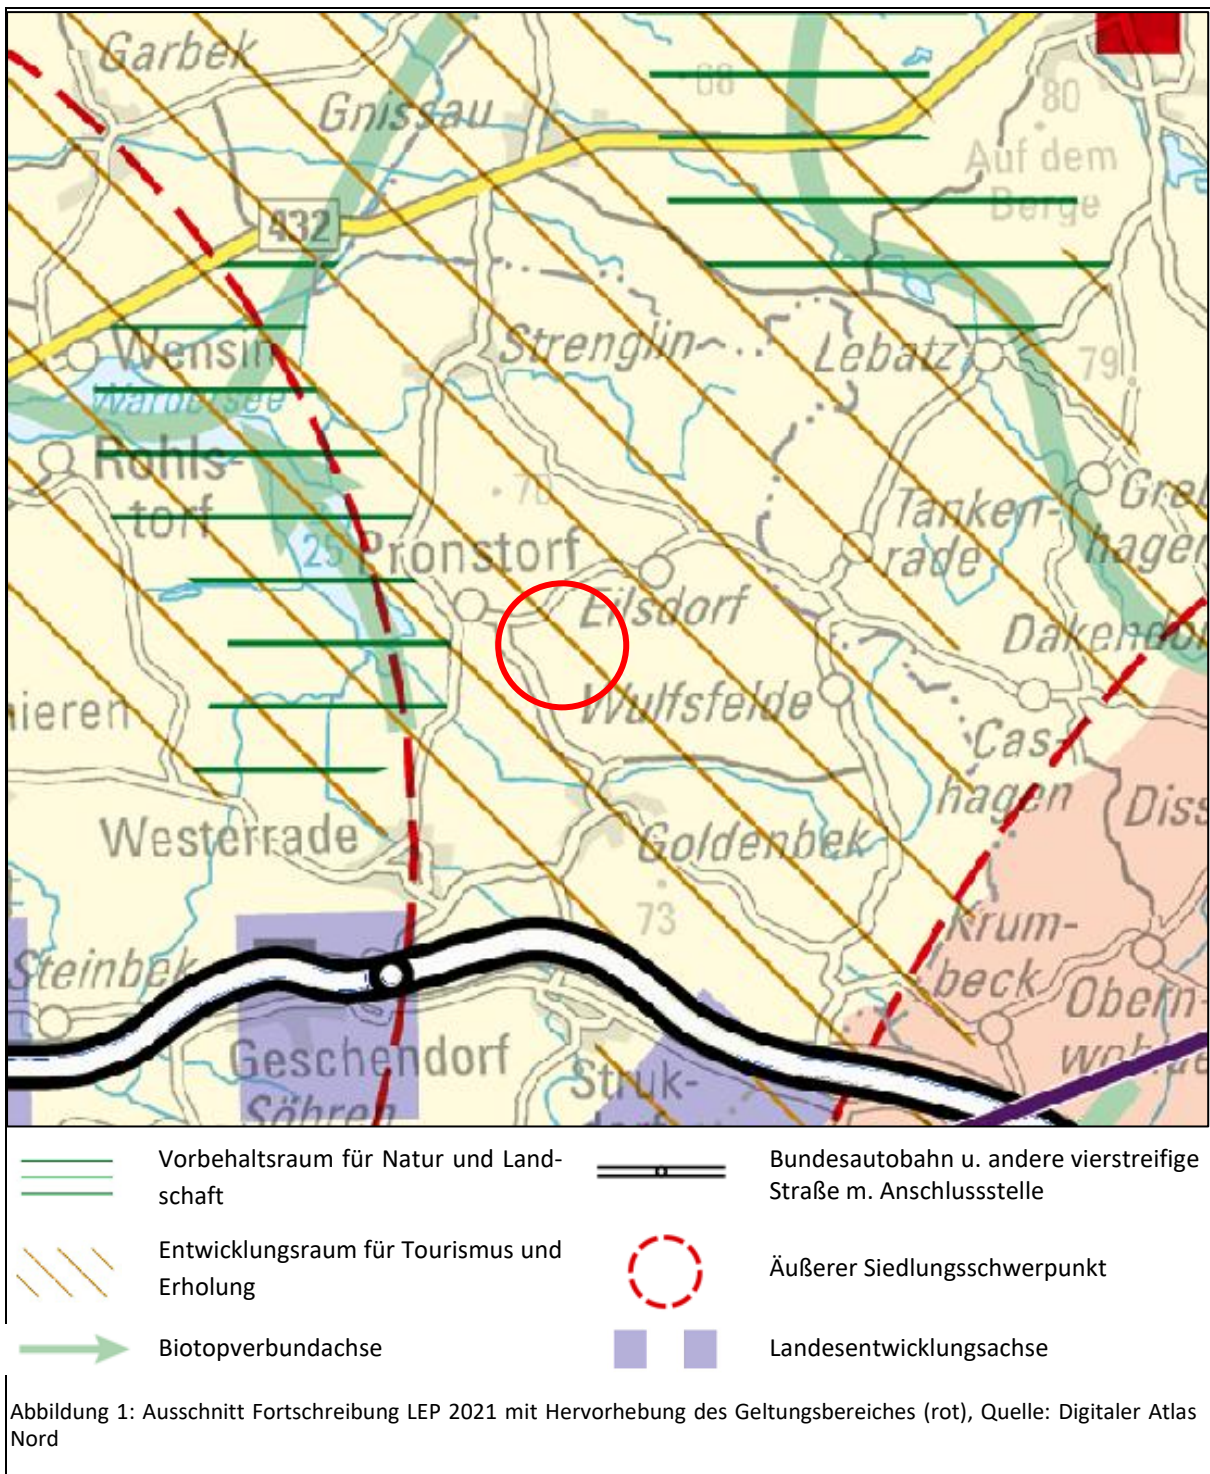 Garbek
Gnissau
68
80
Auf dem
Berge
432
Strenglin
Lebatz
79
Wensin
Wardersee
Rohls-
torf
70
Tanken-
rade
hagen
25
Pronstorf
Eilsdorf
Wulfsfelde
Cas-
hagen
Westerrade
Goldenbek
73
Krum-
beck
Steinbek
Geschendorf
Söhren
Struk-
Obern-
Vorbehaltsraum für Natur und Land-
schaft
Bundesautobahn u. andere vierstreifige
Straße m. Anschlussstelle
Entwicklungsraum für Tourismus und
Erholung
Äußerer Siedlungsschwerpunkt
Biotopverbundachse
Landesentwicklungsachse
Abbildung 1: Ausschnitt Fortschreibung LEP 2021 mit Hervorhebung des Geltungsbereiches (rot), Quelle: Digitaler Atlas
Nord